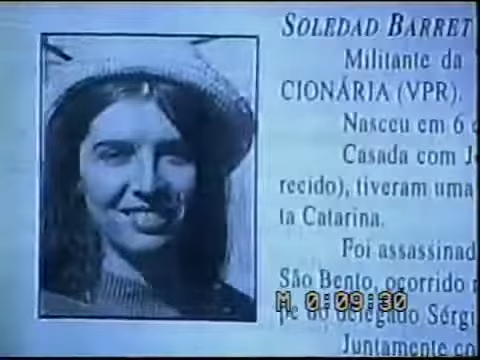 SOLEDAD BARRET
Militante da
CIONÁRIA (VPR).
Nasceu em 6
Casada com
recido), tiveram uma
ta Catarina.
Foi assassinad
São Bento, ocorrido
M 0:09:30
pe do delegado Sérgi
Juntamente co